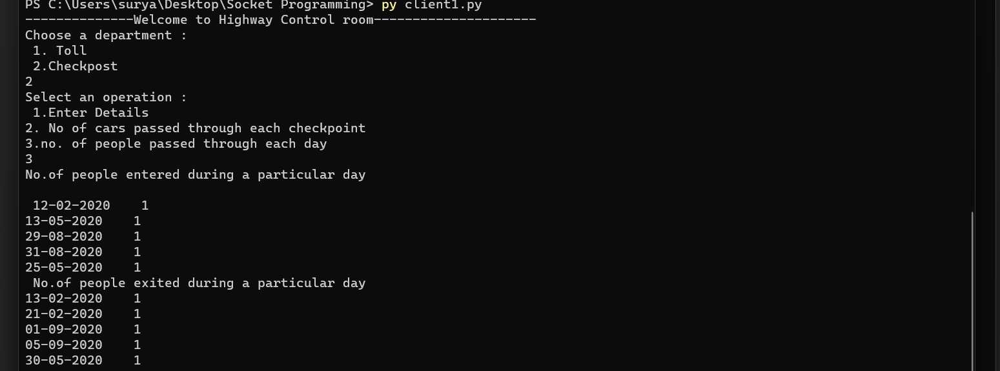 PS C:\Users\surya\Desktop\Socket Programming> py client1.py
--------------Welcome to Highway Control room---------------------
Choose a department :
 1. Toll
 2.Checkpost
2
Select an operation :
 1.Enter Details
2. No of cars passed through each checkpoint
3.no. of people passed through each day
3
No.of people entered during a particular day

 12-02-2020    1
13-05-2020    1
29-08-2020    1
31-08-2020    1
25-05-2020    1
 No.of people exited during a particular day
13-02-2020    1
21-02-2020    1
01-09-2020    1
05-09-2020    1
30-05-2020    1